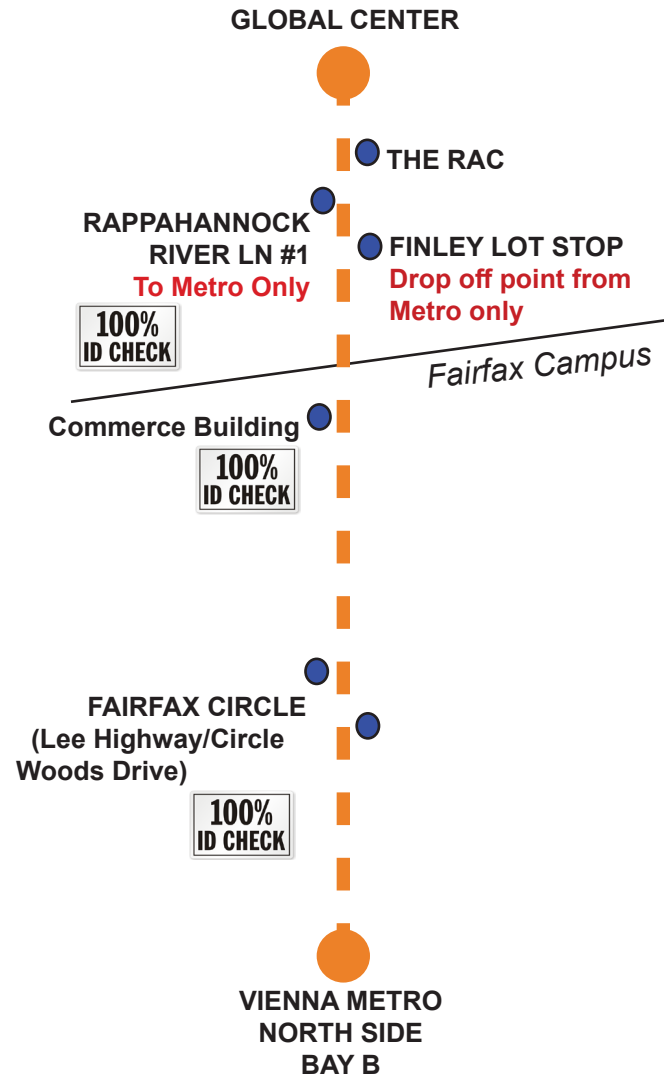 GLOBAL CENTER
THE RAC
RAPPAHANNOCK
RIVER LN #1
To Metro Only
FINLEY LOT STOP
Drop off point from
Metro only
100%
ID CHECK
Fairfax Campus
Commerce Building
100%
ID CHECK
FAIRFAX CIRCLE
(Lee Highway/Circle
Woods Drive)
100%
ID CHECK
VIENNA METRO
NORTH SIDE
BAY B